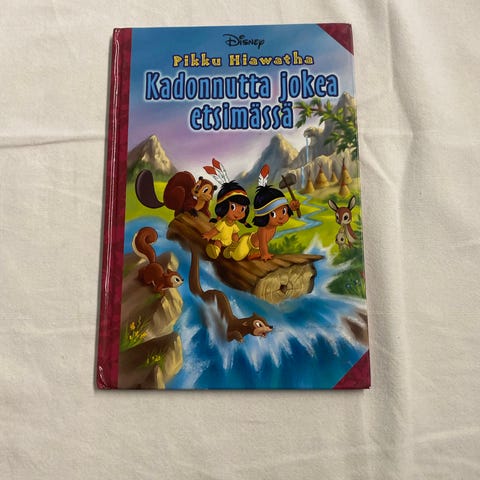 Disney
Pikku Hiawatha
Kadonnutta jokea
etsimässä